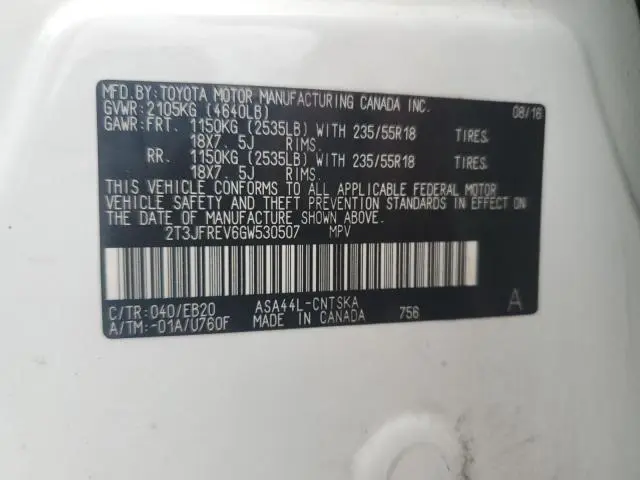 MFD.BY:TOYOTA MOTOR MANUFACTURING CANADA INC.
GVWR:2105KG (4640LB) 08/16
GAWR:FRT. 1150KG (2535LB) WITH 235/55R18 TIRES,
18X7.5J RIMS.
RR. 1150KG (2535LB) WITH 235/55R18 TIRES,
18X7.5J RIMS.
THIS VEHICLE CONFORMS TO ALL APPLICABLE FEDERAL MOTOR
VEHICLE SAFETY AND THEFT PREVENTION STANDARDS IN EFFECT ON
THE DATE OF MANUFACTURE SHOWN ABOVE.
2T3JFREV6GW530507 MPV
C/TR:040/EB20 ASA44L-CNTSKA A
A/TM:-01A/U760F MADE IN CANADA 756